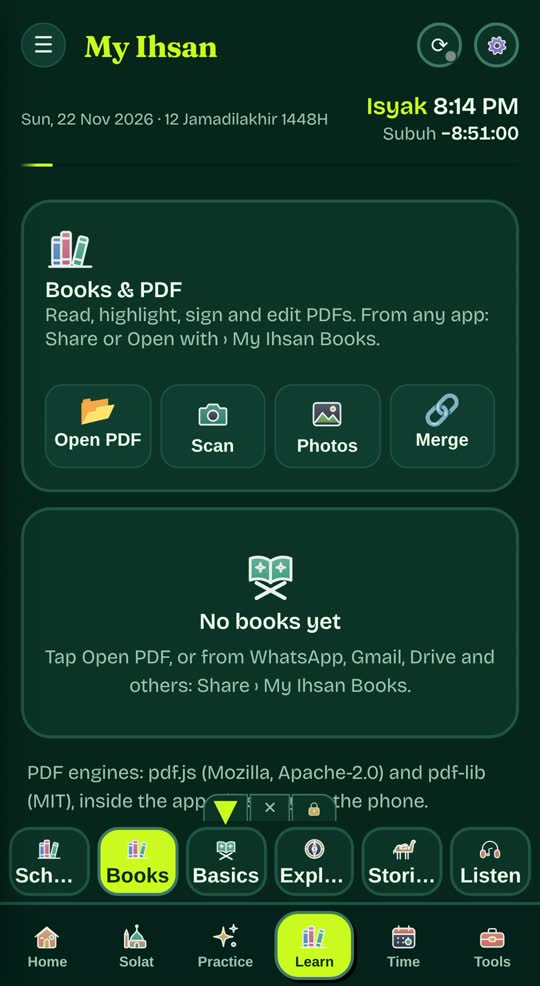 My Ihsan
Sun, 22 Nov 2026 · 12 Jamadilakhir 1448H
Isyak 8:14 PM
Subuh −8:51:00
Books & PDF
Read, highlight, sign and edit PDFs. From any app:
Share or Open with › My Ihsan Books.
Open PDF
Scan
Photos
Merge
No books yet
Tap Open PDF, or from WhatsApp, Gmail, Drive and
others: Share › My Ihsan Books.
PDF engines: pdf.js (Mozilla, Apache-2.0) and pdf-lib
(MIT), inside the app the phone.
Sch...
Books
Basics
Expl...
Stori...
Listen
Home
Solat
Practice
Learn
Time
Tools